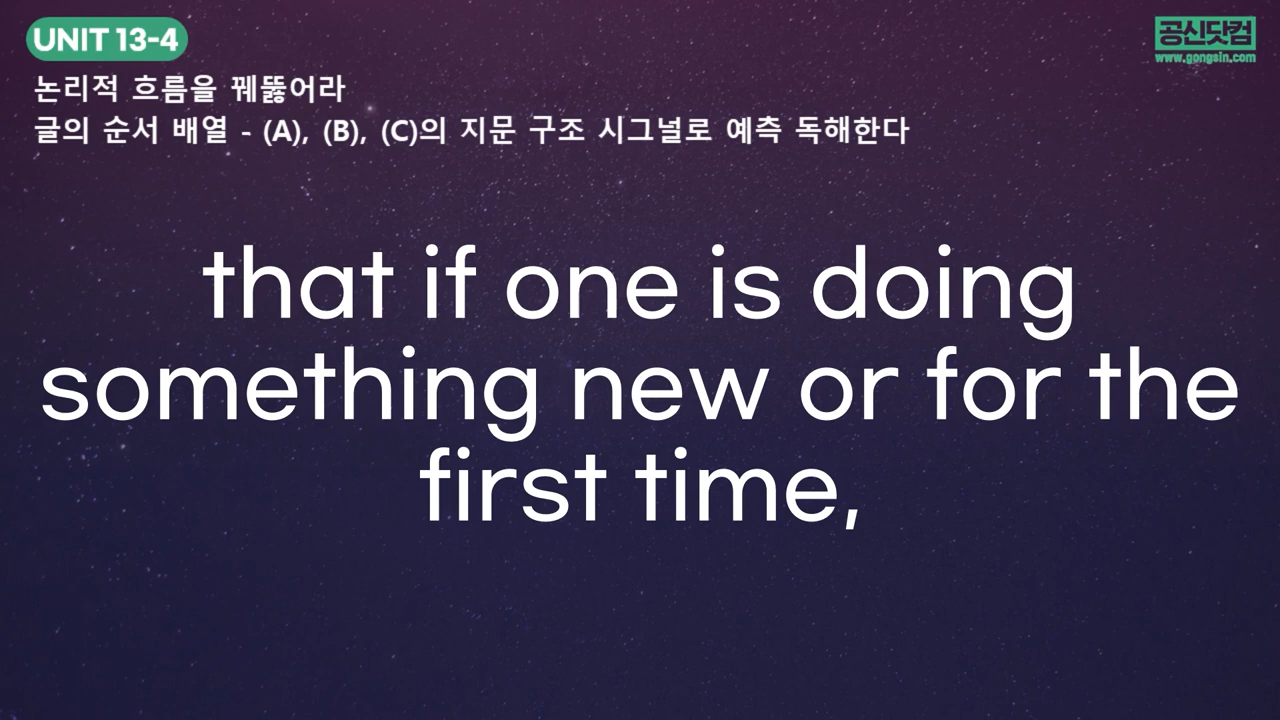 UNIT 13-4
공신닷컴
www.gongsin.com
논리적 흐름을 꿰뚫어라
글의 순서 배열 - (A), (B), (C)의 지문 구조 시그널로 예측 독해한다
that if one is doing
something new or for the
first time,